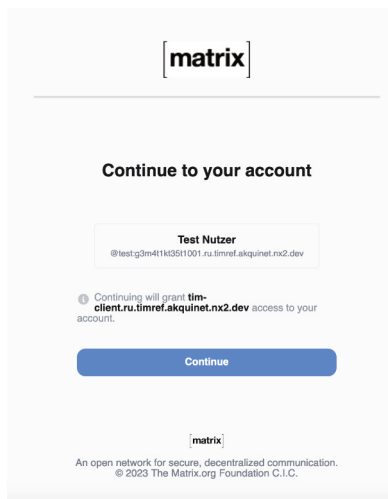 [matrix]
Continue to your account
Test Nutzer
@test:g3m4t1kt35t1001.ru.timref.akquinet.nx2.dev
Continuing will grant tim-
client.ru.timref.akquinet.nx2.dev access to your
account.
Continue
[matrix]
An open network for secure, decentralized communication.
© 2023 The Matrix.org Foundation C.I.C.